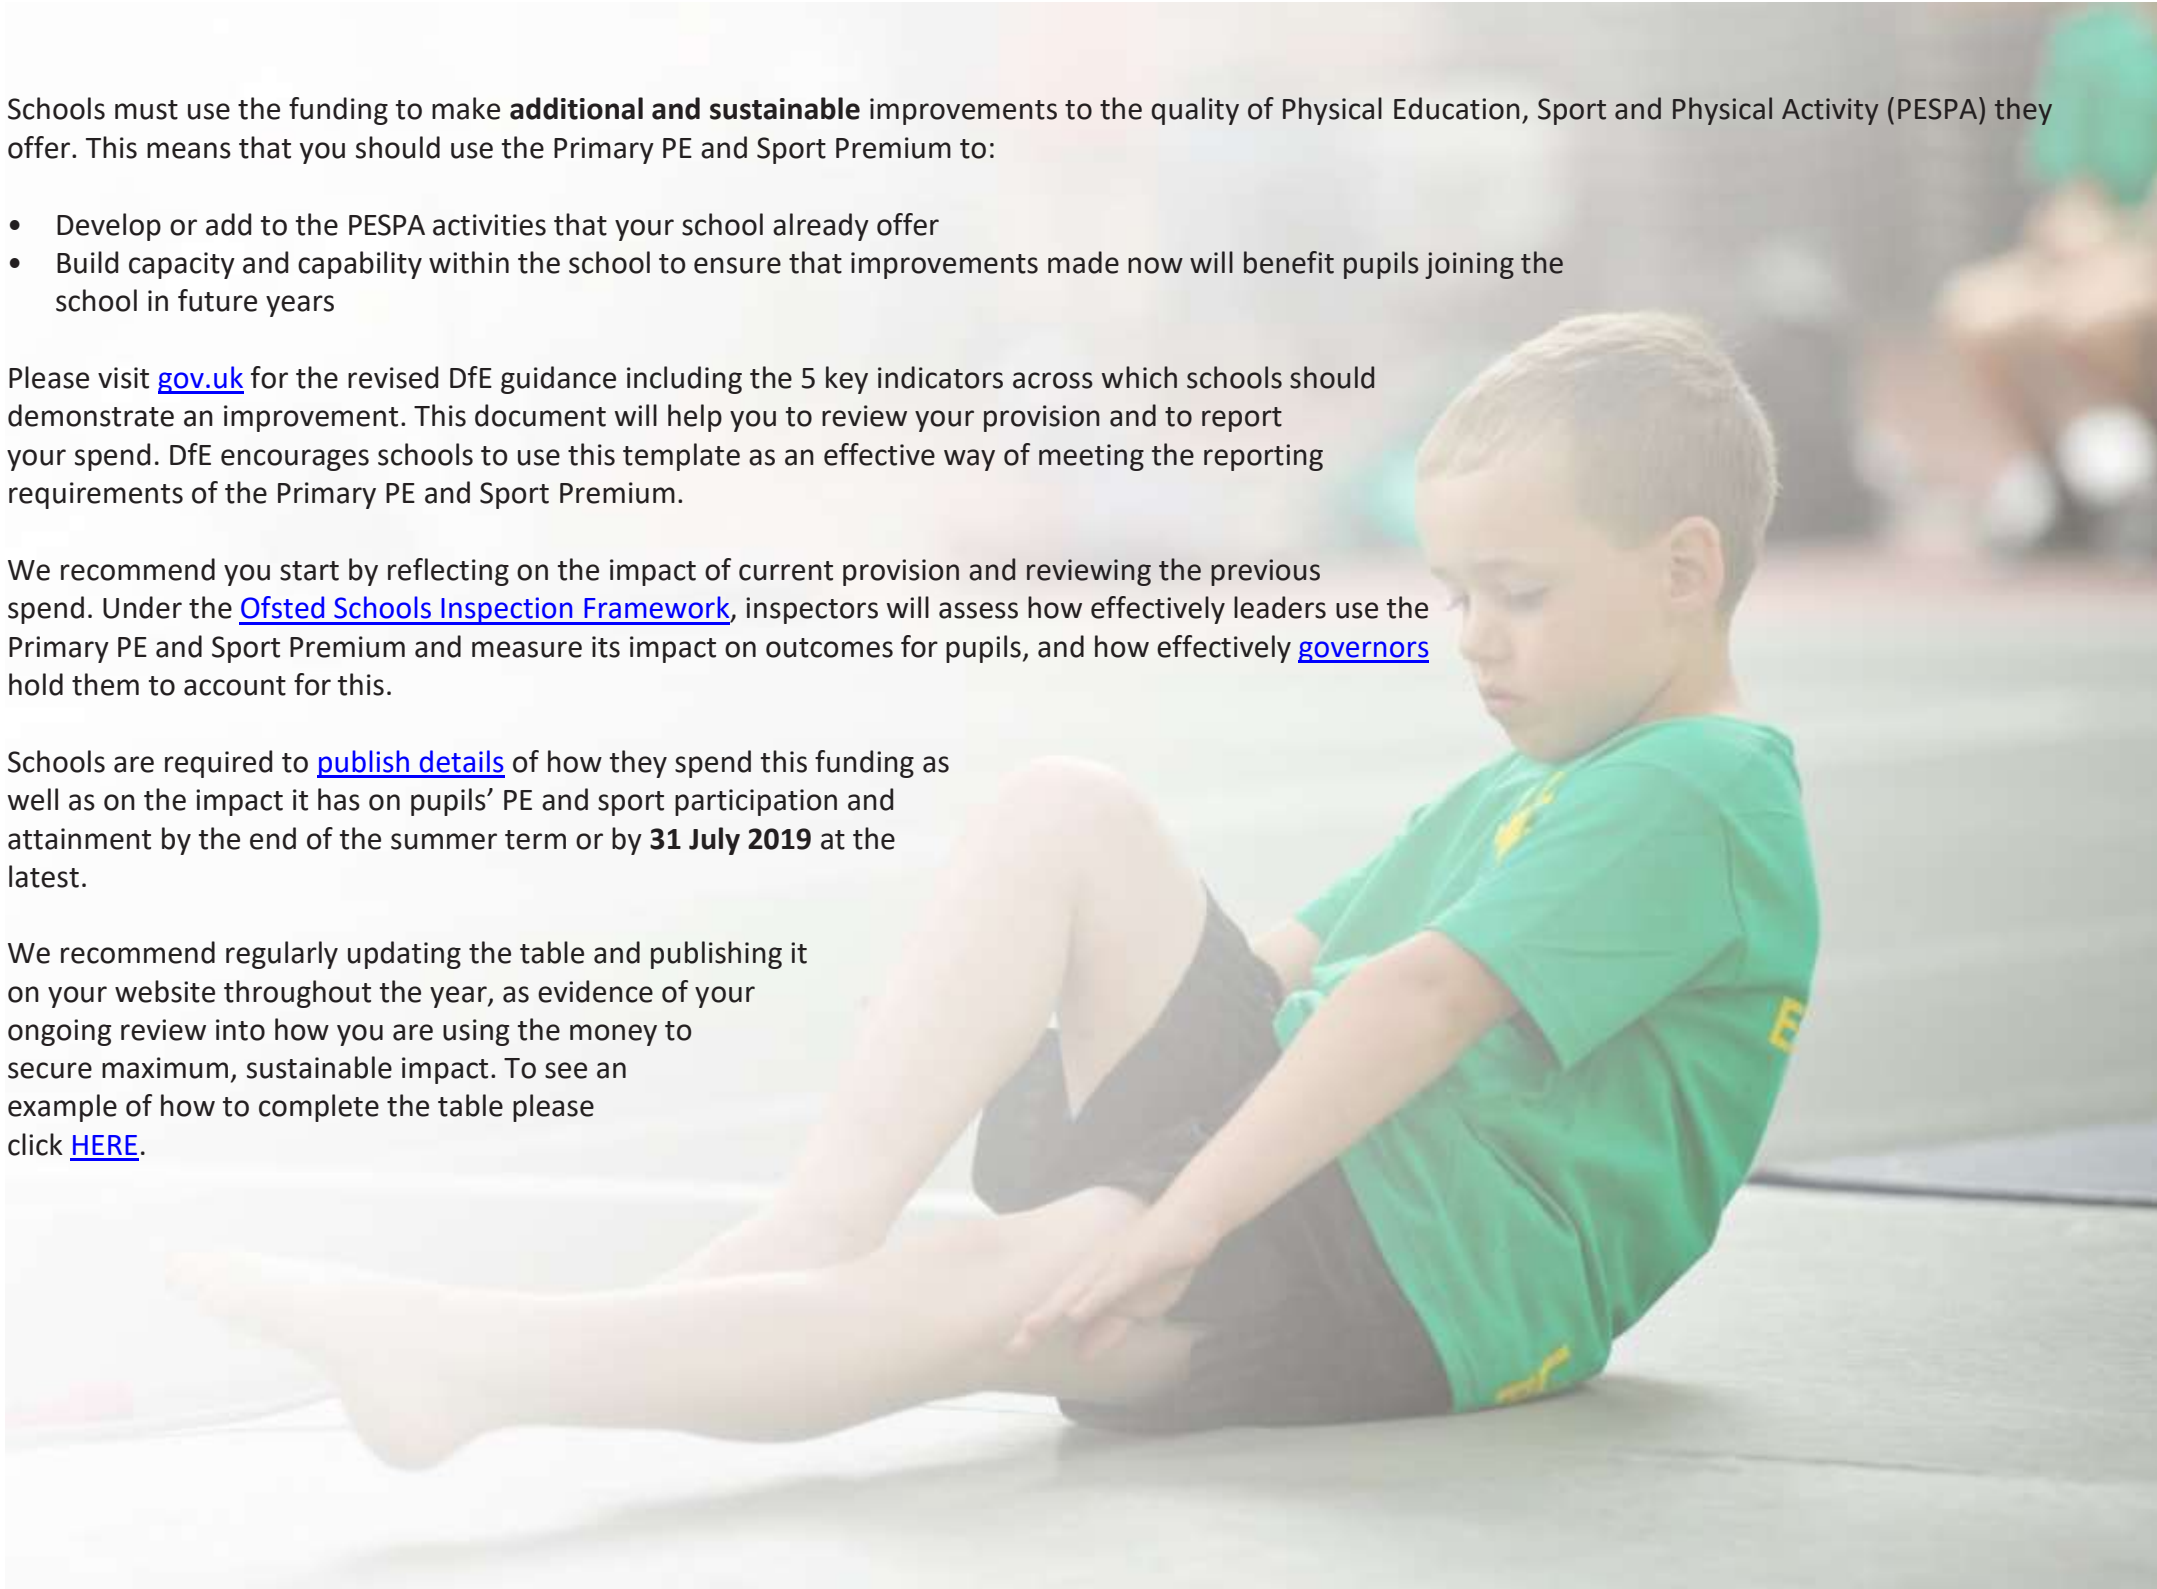 Schools must use the funding to make additional and sustainable improvements to the quality of Physical Education, Sport and Physical Activity (PESPA) they
offer. This means that you should use the Primary PE and Sport Premium to:
• Develop or add to the PESPA activities that your school already offer
• Build capacity and capability within the school to ensure that improvements made now will benefit pupils joining the
school in future years
Please visit gov.uk for the revised DfE guidance including the 5 key indicators across which schools should
demonstrate an improvement. This document will help you to review your provision and to report
your spend. DfE encourages schools to use this template as an effective way of meeting the reporting
requirements of the Primary PE and Sport Premium.
We recommend you start by reflecting on the impact of current provision and reviewing the previous
spend. Under the Ofsted Schools Inspection Framework, inspectors will assess how effectively leaders use the
Primary PE and Sport Premium and measure its impact on outcomes for pupils, and how effectively governors
hold them to account for this.
Schools are required to publish details of how they spend this funding as
well as on the impact it has on pupils’ PE and sport participation and
attainment by the end of the summer term or by 31 July 2019 at the
latest.
We recommend regularly updating the table and publishing it
on your website throughout the year, as evidence of your
ongoing review into how you are using the money to
secure maximum, sustainable impact. To see an
example of how to complete the table please
click HERE.